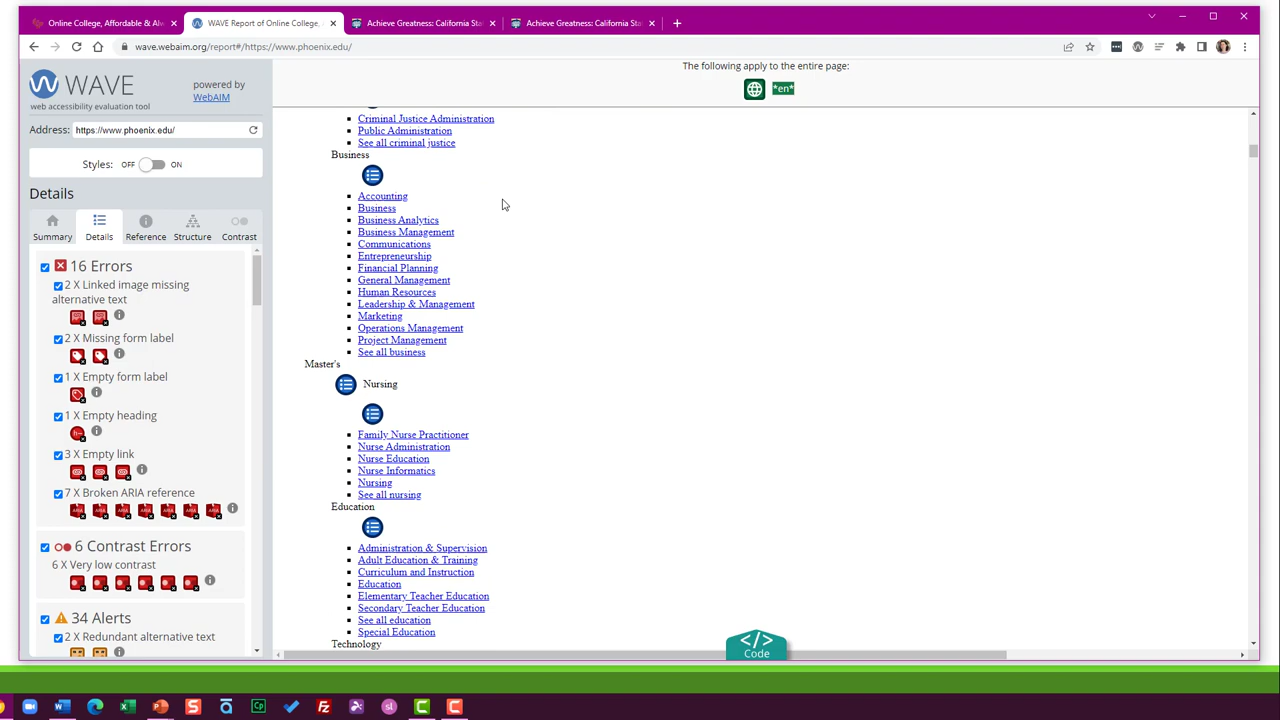 Online College, Affordable & Al
WAVE Report of Online College,
Achieve Greatness: California Sta
Achieve Greatness: California Sta
wave.webaim.org/report#/https://www.phoenix.edu/
WAVE
powered by
WebAIM
web accessibility evaluation tool
Address: https://www.phoenix.edu/
Styles: OFF ON
Details
Summary Details Reference Structure Contrast
16 Errors
2 X Linked image missing
alternative text
2 X Missing form label
1 X Empty form label
1 X Empty heading
3 X Empty link
7 X Broken ARIA reference
ARIA ARIA ARIA ARIA ARIA ARIA ARIA
6 Contrast Errors
6 X Very low contrast
34 Alerts
2 X Redundant alternative text
The following apply to the entire page:
*en*
Criminal Justice Administration
Public Administration
See all criminal justice
Business
Accounting
Business
Business Analytics
Business Management
Communications
Entrepreneurship
Financial Planning
General Management
Human Resources
Leadership & Management
Marketing
Operations Management
Project Management
See all business
Master's
Nursing
Family Nurse Practitioner
Nurse Administration
Nurse Education
Nurse Informatics
Nursing
See all nursing
Education
Administration & Supervision
Adult Education & Training
Curriculum and Instruction
Education
Elementary Teacher Education
Secondary Teacher Education
See all education
Special Education
Technology
</>
Code